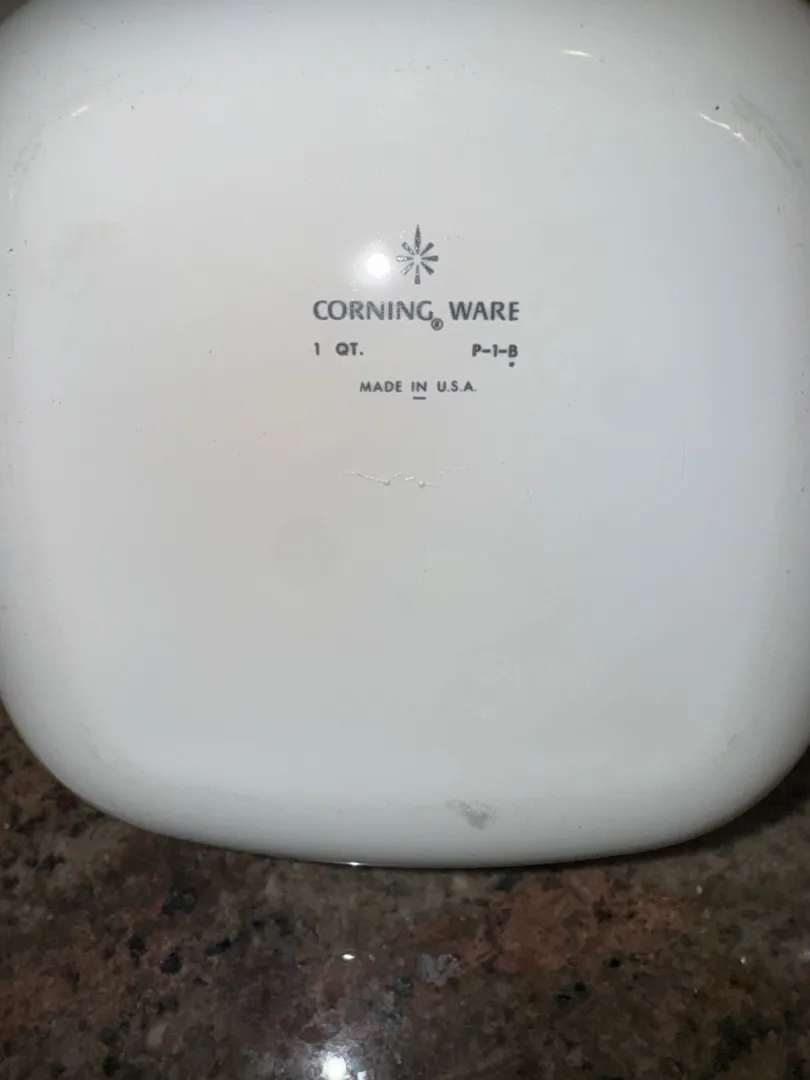 CORNING® WARE
1 QT. P-1-B
MADE IN U.S.A.